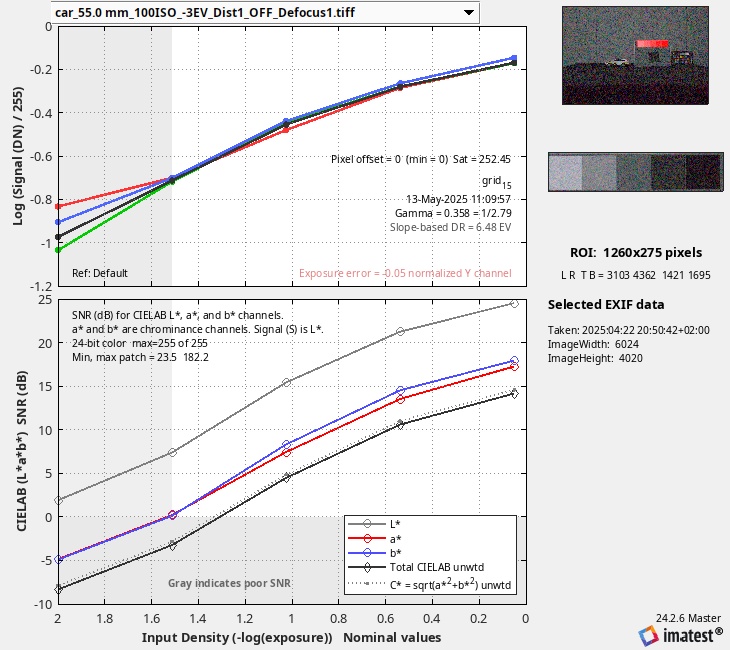 car_55.0 mm_100ISO_-3EV_Dist1_OFF_Defocus1.tiff
0
-0.2
-0.4
-0.6
-0.8
-1
-1.2
Log (Signal (DN) / 255)
Pixel offset = 0 (min = 0) Sat = 252.45
grid15
13-May-2025 11:09:57
Gamma = 0.358 = 1/2.79
Slope-based DR = 6.48 EV
Ref: Default
Exposure error = -0.05 normalized Y channel
ROI: 1260x275 pixels
L R T B = 3103 4362 1421 1695
Selected EXIF data
Taken: 2025:04:22 20:50:42+02:00
ImageWidth: 6024
ImageHeight: 4020
25
20
15
10
5
0
-5
-10
CIELAB (L*a*b*) SNR (dB)
SNR (dB) for CIELAB L*, a*, and b* channels.
a* and b* are chrominance channels. Signal (S) is L*.
24-bit color max=255 of 255
Min, max patch = 23.5 182.2
L*
a*
b*
Total CIELAB unwtd
C* = sqrt(a*2+b*2) unwtd
Gray indicates poor SNR
2 1.8 1.6 1.4 1.2 1 0.8 0.6 0.4 0.2 0
Input Density (-log(exposure)) Nominal values
24.2.6 Master
imatest®